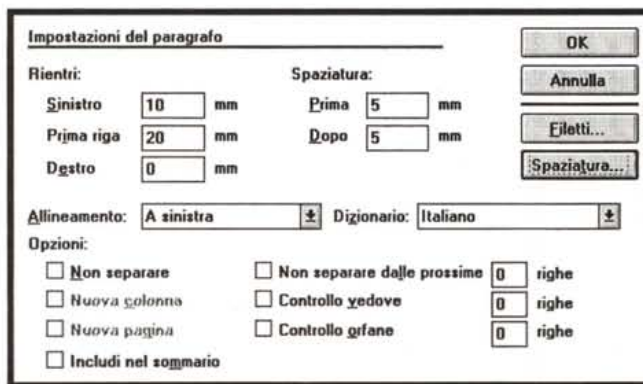 Impostazioni del paragrafo
OK
Annulla
Filetti...
Spaziatura...
Rientri:
Sinistro 10 mm
Prima riga 20 mm
Destro 0 mm
Spaziatura:
Prima 5 mm
Dopo 5 mm
Allineamento: A sinistra
Dizionario: Italiano
Opzioni:
Non separare
Nuova colonna
Nuova pagina
Includi nel sommario
Non separare dalle prossime 0 righe
Controllo vedove 0 righe
Controllo orfane 0 righe